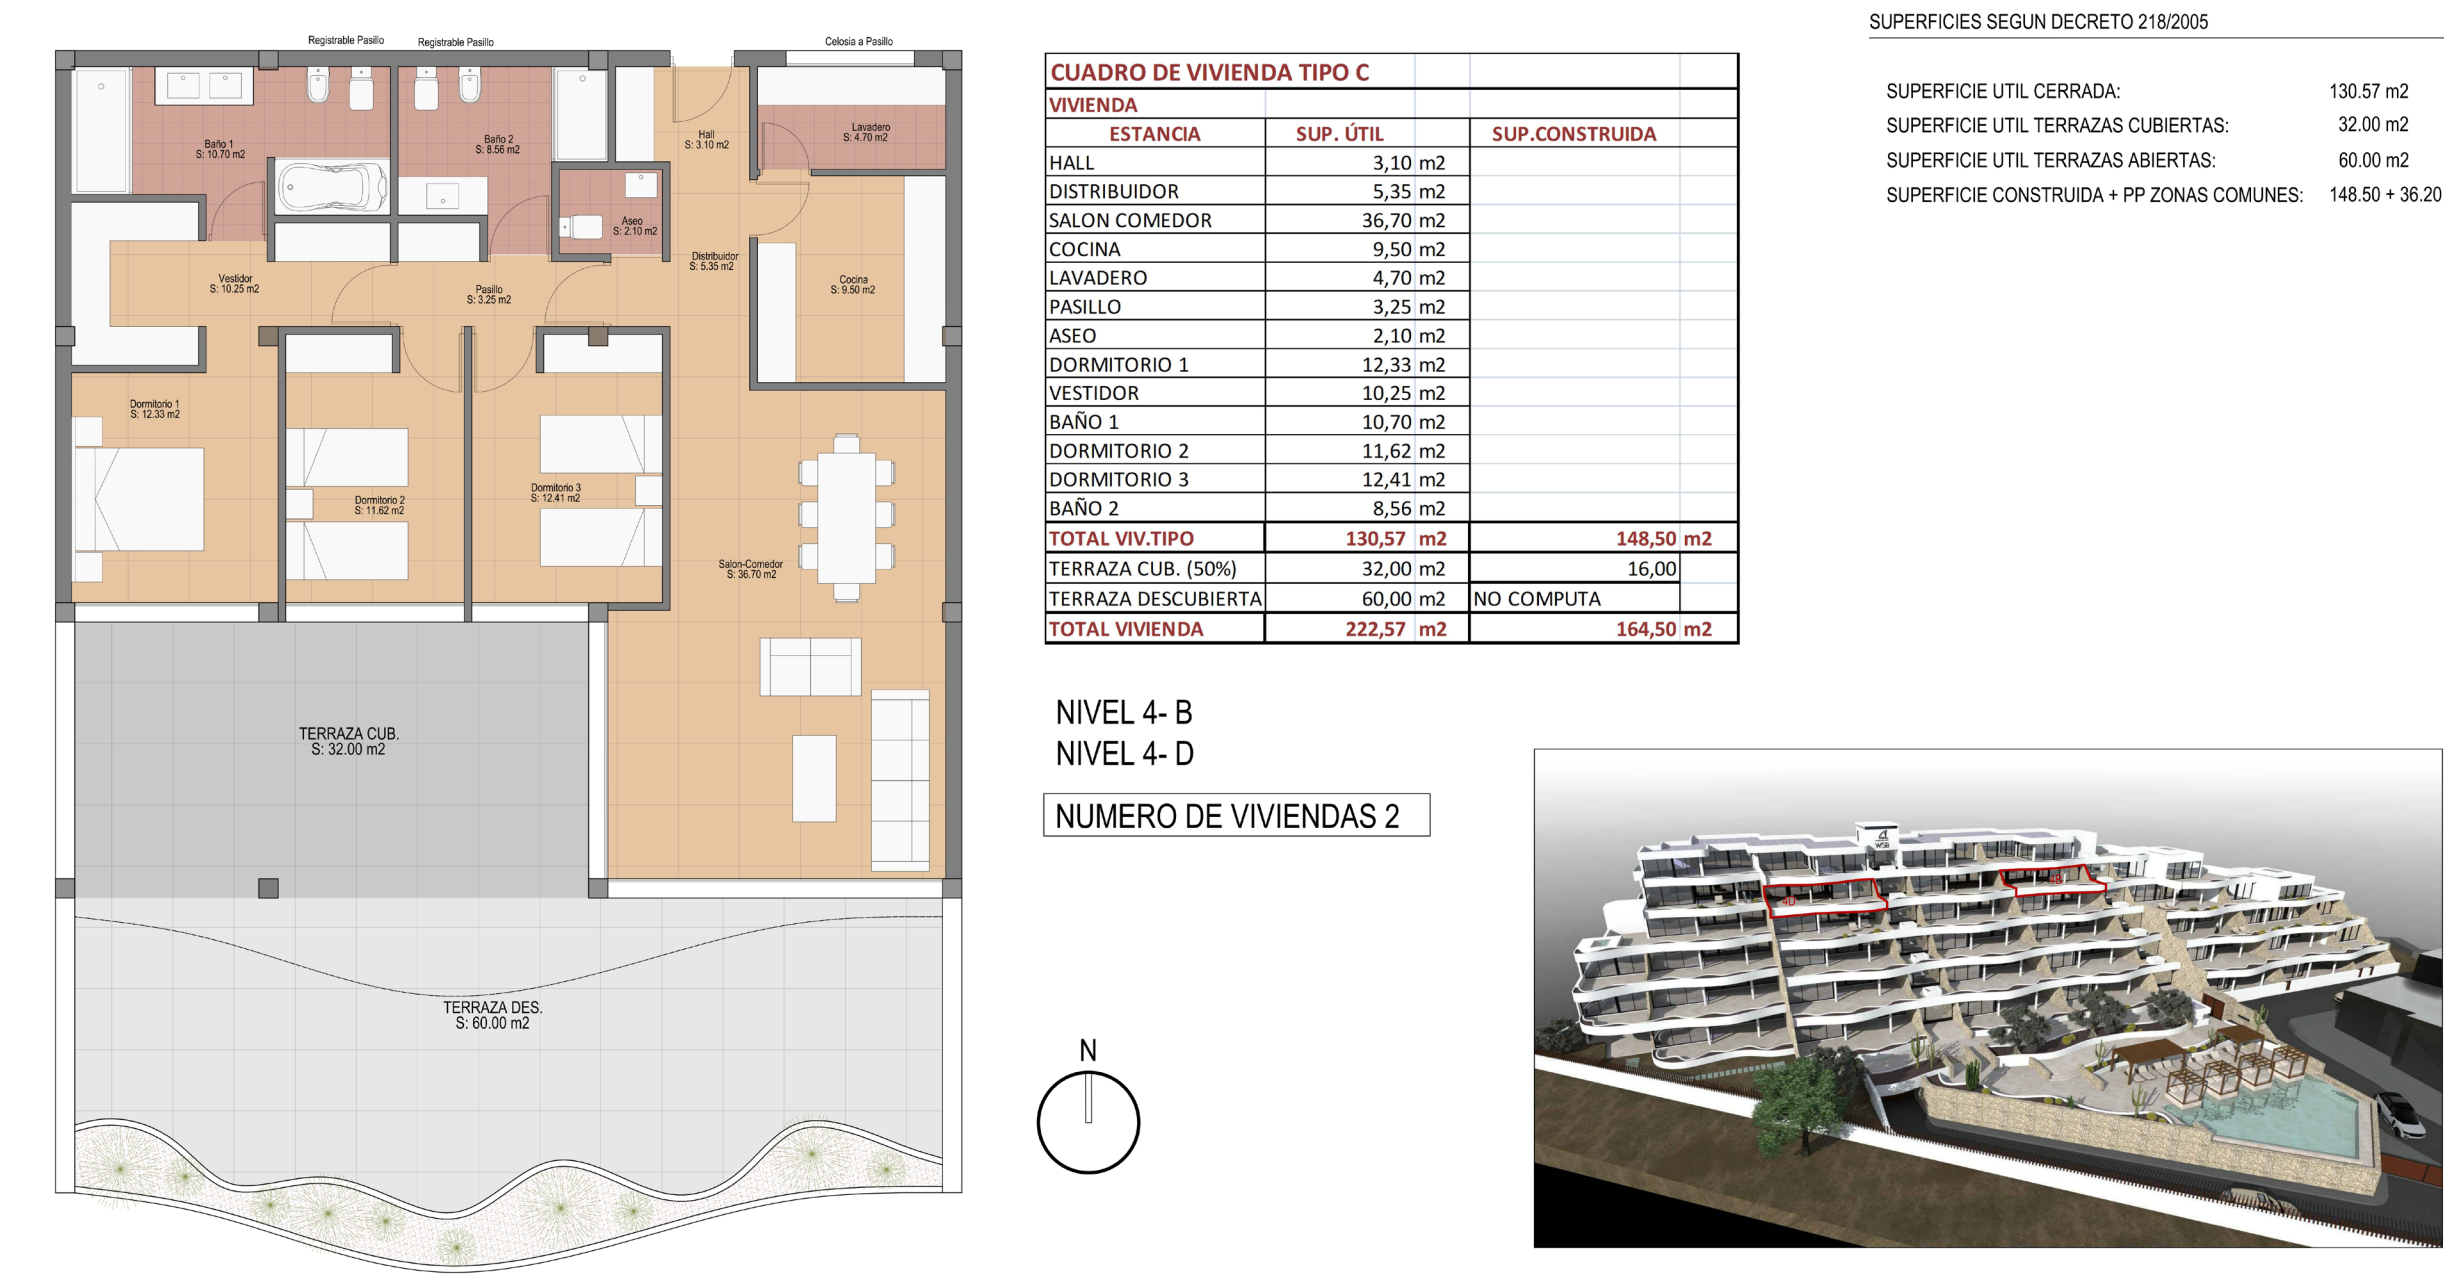 Registrable Pasillo
Registrable Pasillo
Celosia a Pasillo
Baño 1
S: 10.70 m2
Baño 2
S: 8.56 m2
Hall
S: 3.10 m2
Lavadero
S: 4.70 m2
Aseo
S: 2.10 m2
Distribuidor
S: 5.35 m2
Vestidor
S: 10.25 m2
Pasillo
S: 3.25 m2
Cocina
S: 9.50 m2
Dormitorio 1
S: 12.33 m2
Dormitorio 2
S: 11.62 m2
Dormitorio 3
S: 12.41 m2
Salon-Comedor
S: 36.70 m2
TERRAZA CUB.
S: 32.00 m2
TERRAZA DES.
S: 60.00 m2
CUADRO DE VIVIENDA TIPO C
VIVIENDA
ESTANCIA SUP. ÚTIL SUP.CONSTRUIDA
HALL 3,10 m2
DISTRIBUIDOR 5,35 m2
SALON COMEDOR 36,70 m2
COCINA 9,50 m2
LAVADERO 4,70 m2
PASILLO 3,25 m2
ASEO 2,10 m2
DORMITORIO 1 12,33 m2
VESTIDOR 10,25 m2
BAÑO 1 10,70 m2
DORMITORIO 2 11,62 m2
DORMITORIO 3 12,41 m2
BAÑO 2 8,56 m2
TOTAL VIV.TIPO 130,57 m2 148,50 m2
TERRAZA CUB. (50%) 32,00 m2 16,00
TERRAZA DESCUBIERTA 60,00 m2 NO COMPUTA
TOTAL VIVIENDA 222,57 m2 164,50 m2
NIVEL 4- B
NIVEL 4- D
NUMERO DE VIVIENDAS 2
N
SUPERFICIES SEGUN DECRETO 218/2005
SUPERFICIE UTIL CERRADA: 130.57 m2
SUPERFICIE UTIL TERRAZAS CUBIERTAS: 32.00 m2
SUPERFICIE UTIL TERRAZAS ABIERTAS: 60.00 m2
SUPERFICIE CONSTRUIDA + PP ZONAS COMUNES: 148.50 + 36.20
WSB
4D
4B